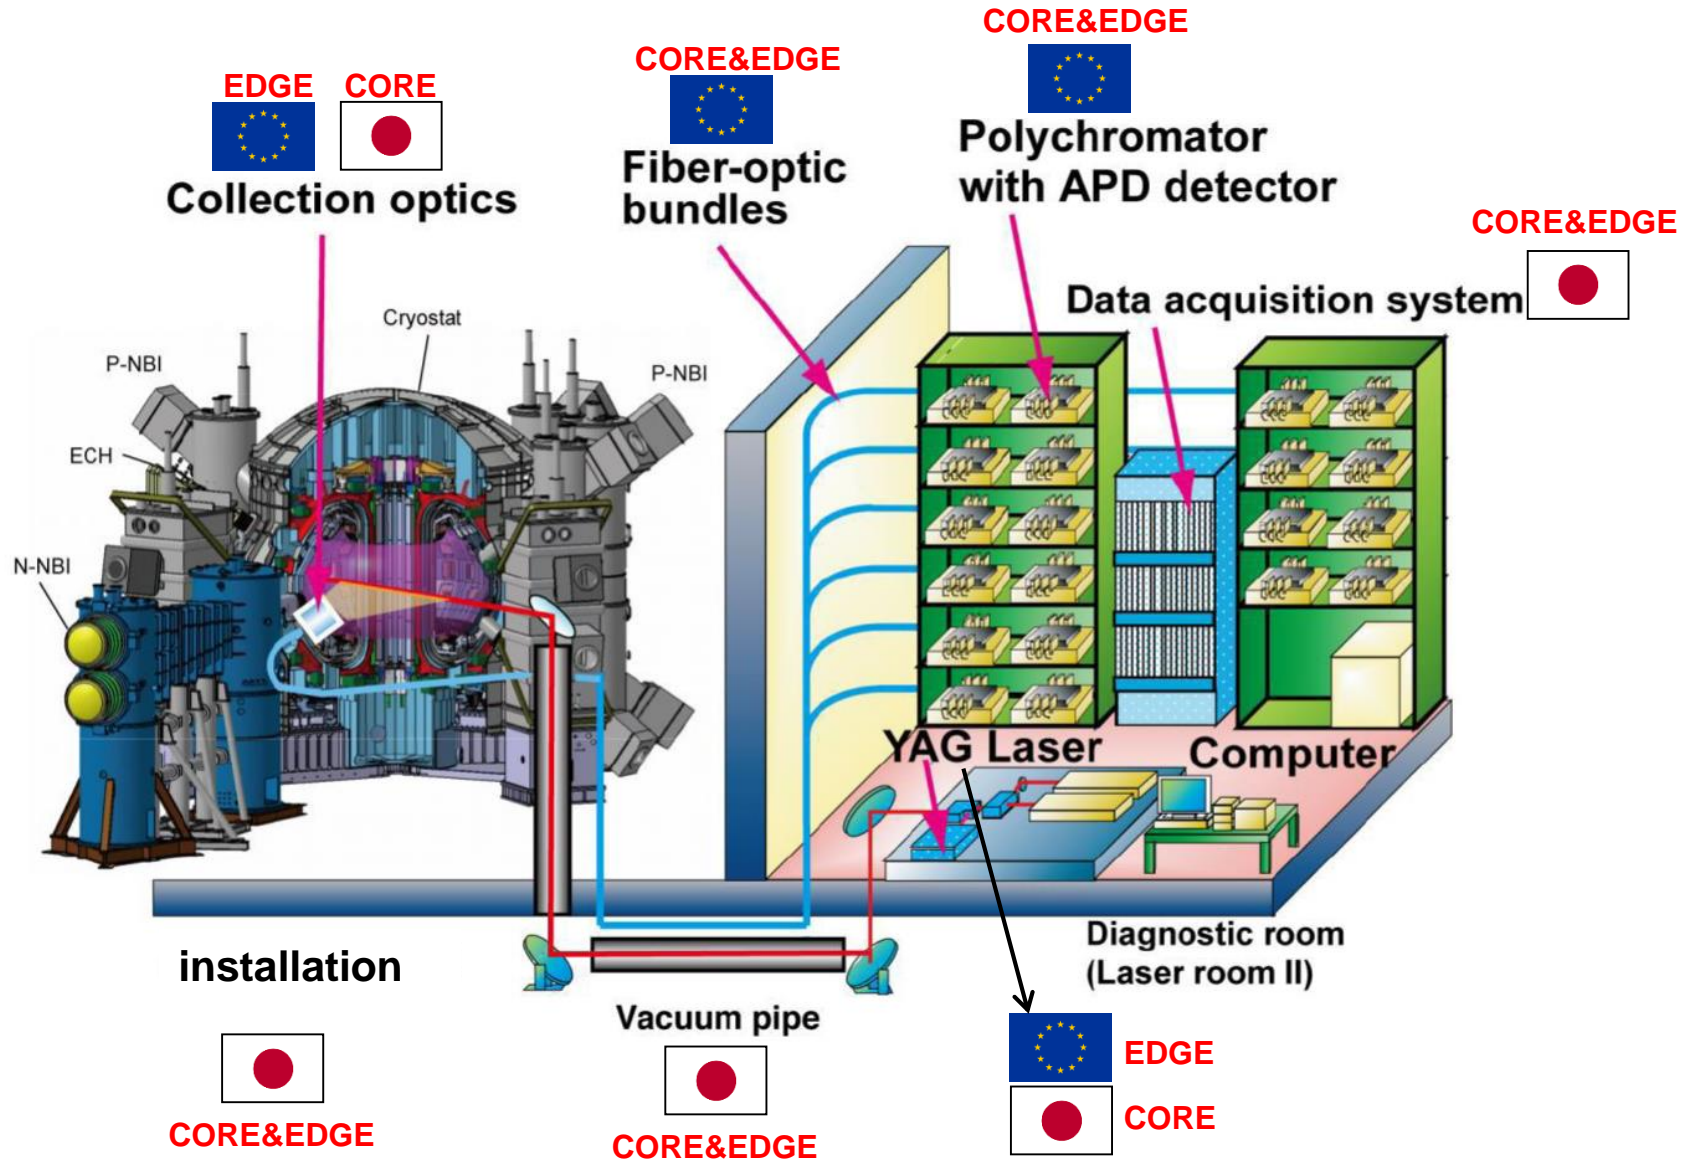 CORE&EDGE
CORE&EDGE
EDGE CORE
Collection optics
Fiber-optic
bundles
Polychromator
with APD detector
CORE&EDGE
Data acquisition system
Cryostat
P-NBI
P-NBI
ECH
N-NBI
YAG Laser
Computer
installation
Diagnostic room
(Laser room II)
Vacuum pipe
EDGE
CORE
CORE&EDGE
CORE&EDGE